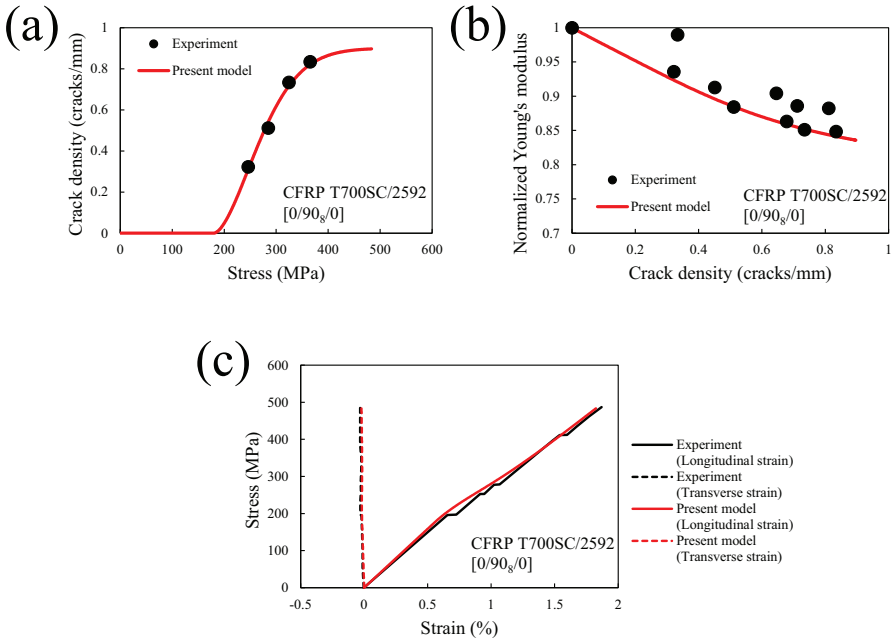 (a)
Crack density (cracks/mm)
1
0.8
0.6
0.4
0.2
0
Experiment
Present model
CFRP T700SC/2592
[0/90₈/0]
0 100 200 300 400 500 600
Stress (MPa)
(b)
Normalized Young's modulus
1
0.95
0.9
0.85
0.8
0.75
0.7
Experiment
Present model
CFRP T700SC/2592
[0/90₈/0]
0 0.2 0.4 0.6 0.8 1
Crack density (cracks/mm)
(c)
Stress (MPa)
600
500
400
300
200
100
0
CFRP T700SC/2592
[0/90₈/0]
-0.5 0 0.5 1 1.5 2
Strain (%)
Experiment
(Longitudinal strain)
Experiment
(Transverse strain)
Present model
(Longitudinal strain)
Present model
(Transverse strain)